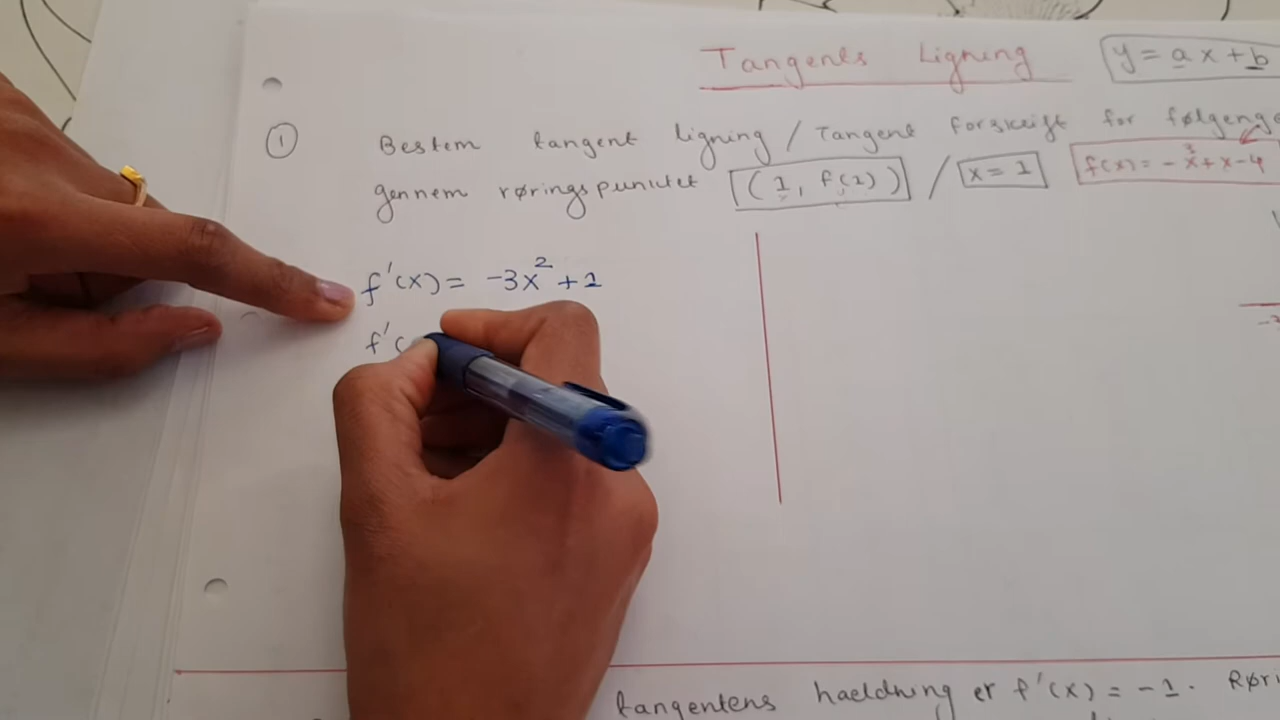 Tangents Ligning y = ax + b
① Bestem tangent ligning / Tangent forskrift for følgende
gennem røringspunktet (1, f(1)) / x = 1 f(x) = -x³ + x - 4
f'(x) = -3x² + 1
f'(
tangentens haeldning er f'(x) = -1.